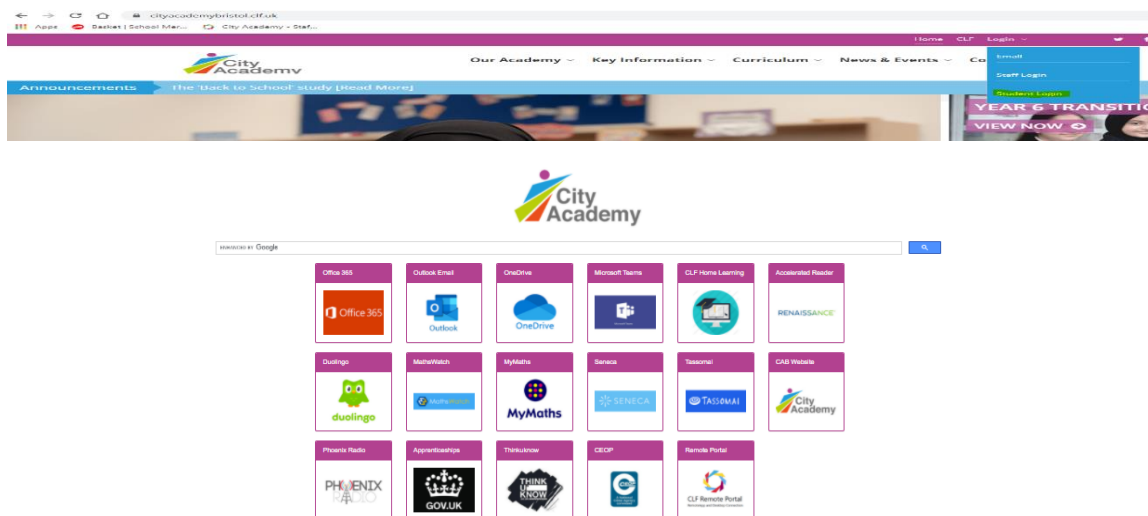 cityacademybristol.clf.uk
Apps Basket | School Mer... City Academy - Staf...
Home CLF Login
City
Academy
Our Academy Key Information Curriculum News & Events Co
Email
Staff Login
Student Login
Announcements The 'Back to School' study [Read More]
YEAR 6 TRANSITIO
VIEW NOW
City
Academy
ENHANCED BY Google
Office 365 Outlook Email OneDrive Microsoft Teams CLF Home Learning Accelerated Reader
Office 365 Outlook OneDrive RENAISSANCE
Duolingo MathsWatch MyMaths Seneca Tassomai CAB Website
duolingo MathsWatch MyMaths SENECA TASSOMAI City
Academy
Phoenix Radio Apprenticeships Thinkuknow CEOP Remote Portal
PHOENIX
RADIO
GOV.UK
THINK
U
KNOW
CLF Remote Portal